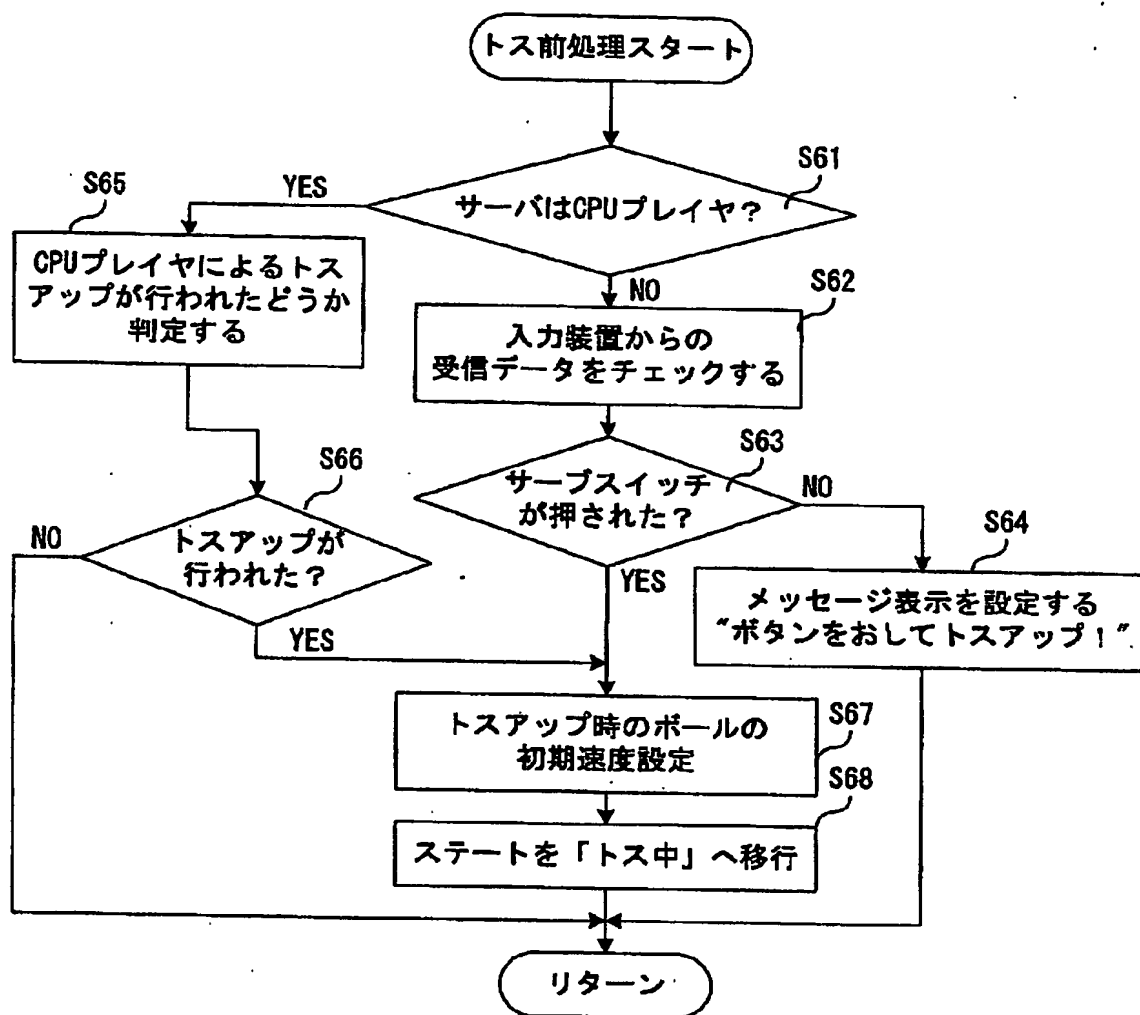 トス前処理スタート
S61
サーバはCPUプレイヤ？
YES
S65
CPUプレイヤによるトス
アップが行われたどうか
判定する
NO
S62
入力装置からの
受信データをチェックする
S63
サーブスイッチ
が押された？
NO
YES
S66
トスアップが
行われた？
NO
YES
S64
メッセージ表示を設定する
"ボタンをおしてトスアップ！"
S67
トスアップ時のボールの
初期速度設定
S68
ステートを「トス中」へ移行
リターン